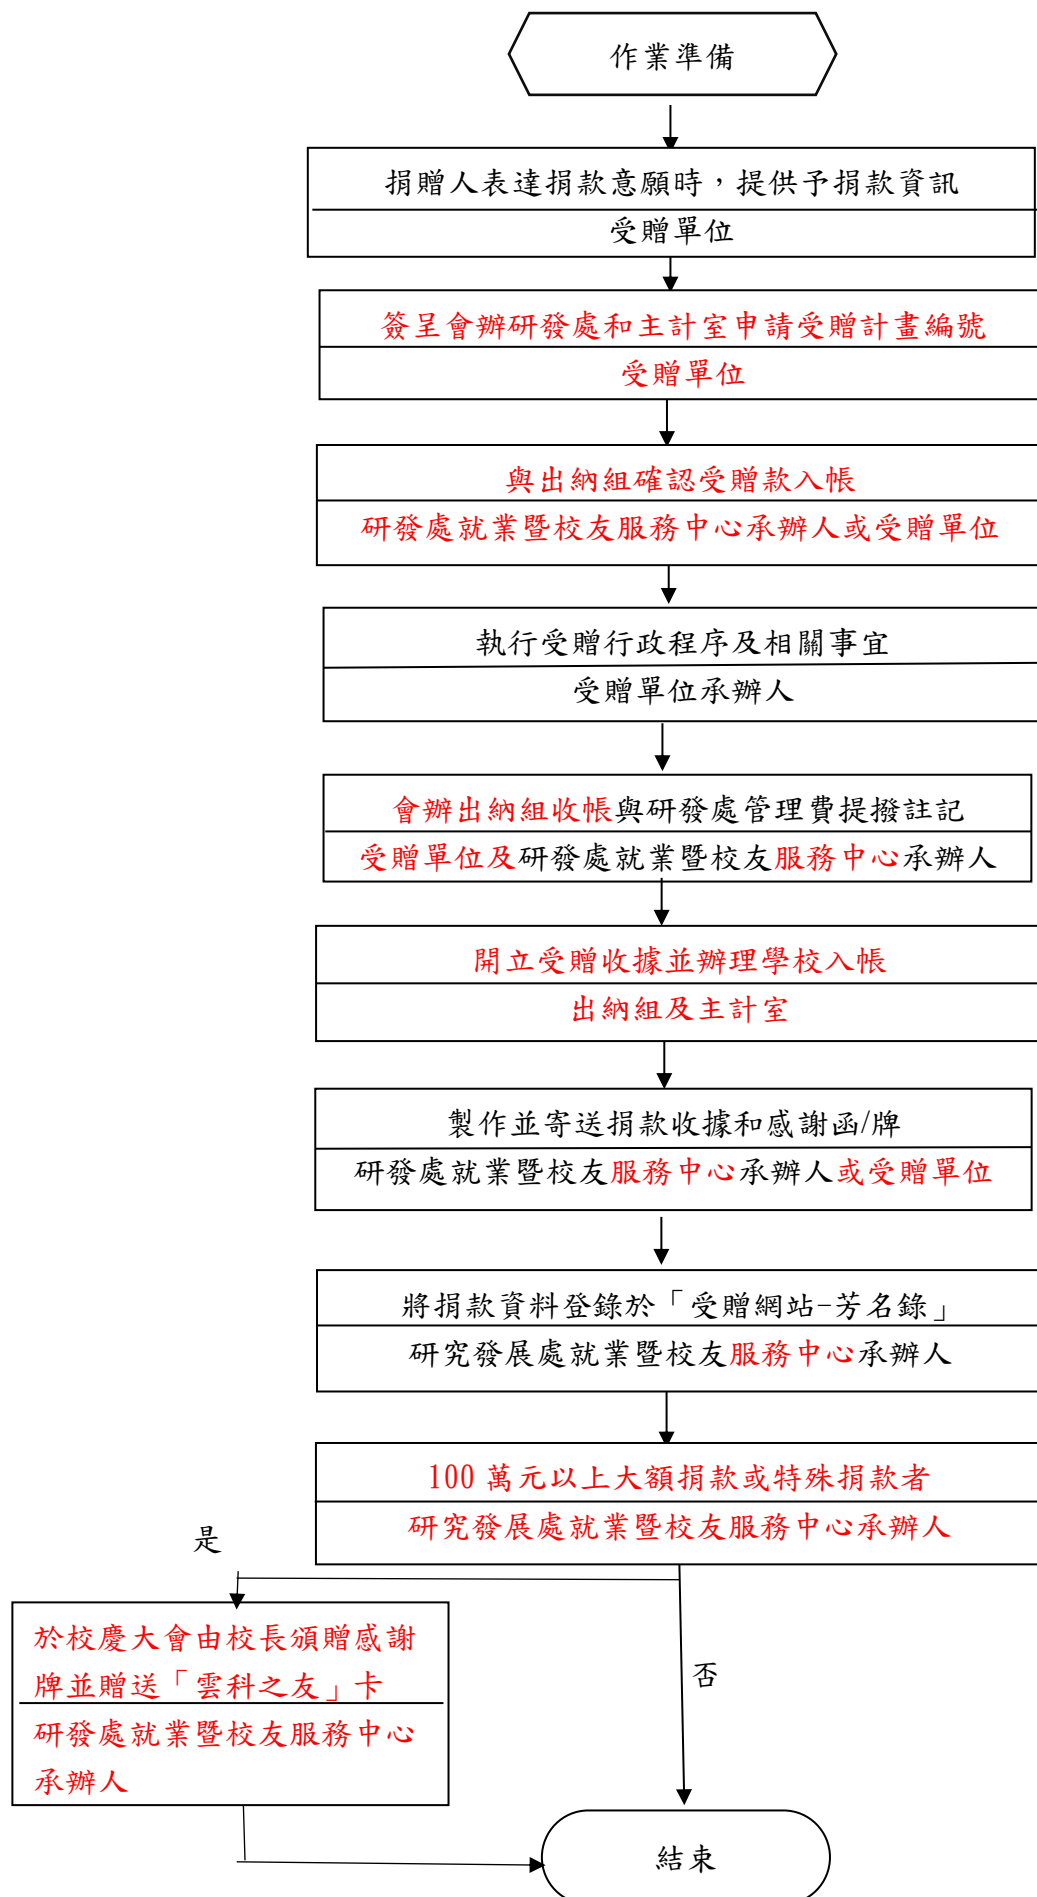 作業準備
捐贈人表達捐款意願時，提供予捐款資訊
受贈單位
簽呈會辦研發處和主計室申請受贈計畫編號
受贈單位
與出納組確認受贈款入帳
研發處就業暨校友服務中心承辦人或受贈單位
執行受贈行政程序及相關事宜
受贈單位承辦人
會辦出納組收帳與研發處管理費提撥註記
受贈單位及研發處就業暨校友服務中心承辦人
開立受贈收據並辦理學校入帳
出納組及主計室
製作並寄送捐款收據和感謝函/牌
研發處就業暨校友服務中心承辦人或受贈單位
將捐款資料登錄於「受贈網站-芳名錄」
研究發展處就業暨校友服務中心承辦人
100 萬元以上大額捐款或特殊捐款者
研究發展處就業暨校友服務中心承辦人
是
於校慶大會由校長頒贈感謝
牌並贈送「雲科之友」卡
研發處就業暨校友服務中心
承辦人
否
結束